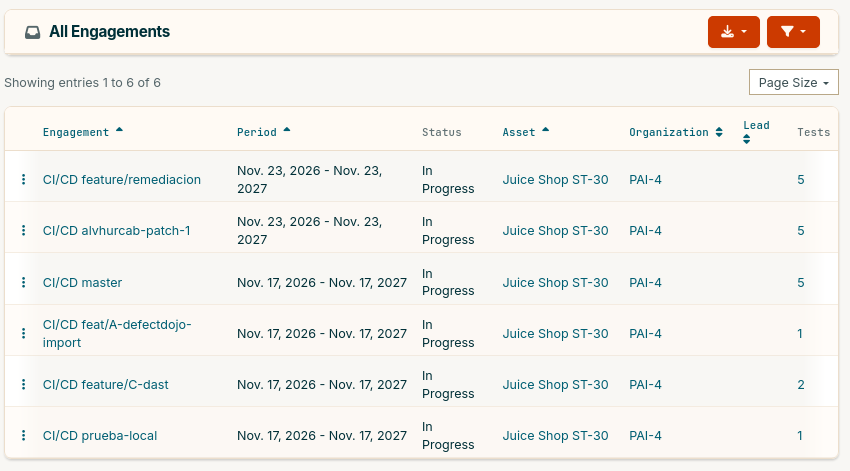 All Engagements
Showing entries 1 to 6 of 6
Page Size
Engagement Period Status Asset Organization Lead Tests
CI/CD feature/remediacion Nov. 23, 2026 - Nov. 23, 2027 In Progress Juice Shop ST-30 PAI-4 5
CI/CD alvhurcab-patch-1 Nov. 23, 2026 - Nov. 23, 2027 In Progress Juice Shop ST-30 PAI-4 5
CI/CD master Nov. 17, 2026 - Nov. 17, 2027 In Progress Juice Shop ST-30 PAI-4 5
CI/CD feat/A-defectdojo-import Nov. 17, 2026 - Nov. 17, 2027 In Progress Juice Shop ST-30 PAI-4 1
CI/CD feature/C-dast Nov. 17, 2026 - Nov. 17, 2027 In Progress Juice Shop ST-30 PAI-4 2
CI/CD prueba-local Nov. 17, 2026 - Nov. 17, 2027 In Progress Juice Shop ST-30 PAI-4 1